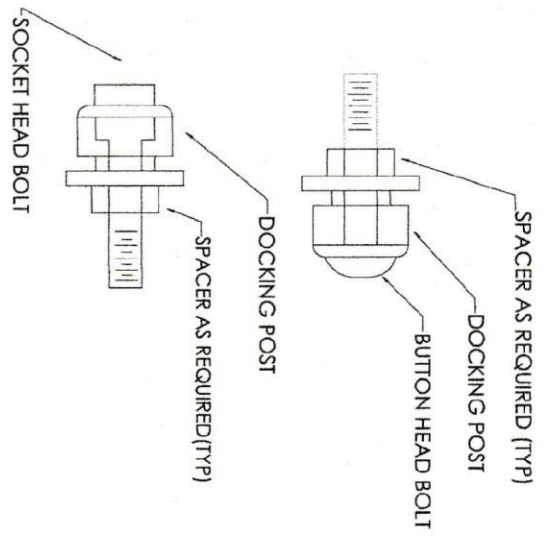 SPACER AS REQUIRED (TYP)
DOCKING POST
BUTTON HEAD BOLT
DOCKING POST
SPACER AS REQUIRED(TYP)
SOCKET HEAD BOLT